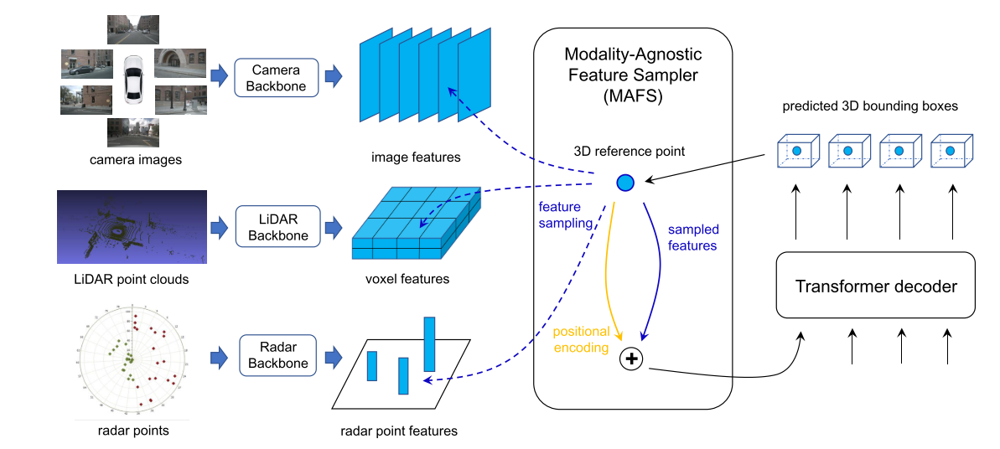 Camera
Backbone
camera images
image features
Modality-Agnostic
Feature Sampler
(MAFS)
3D reference point
predicted 3D bounding boxes
LiDAR
Backbone
LiDAR point clouds
voxel features
feature
sampling
sampled
features
Transformer decoder
Radar
Backbone
positional
encoding
radar points
radar point features